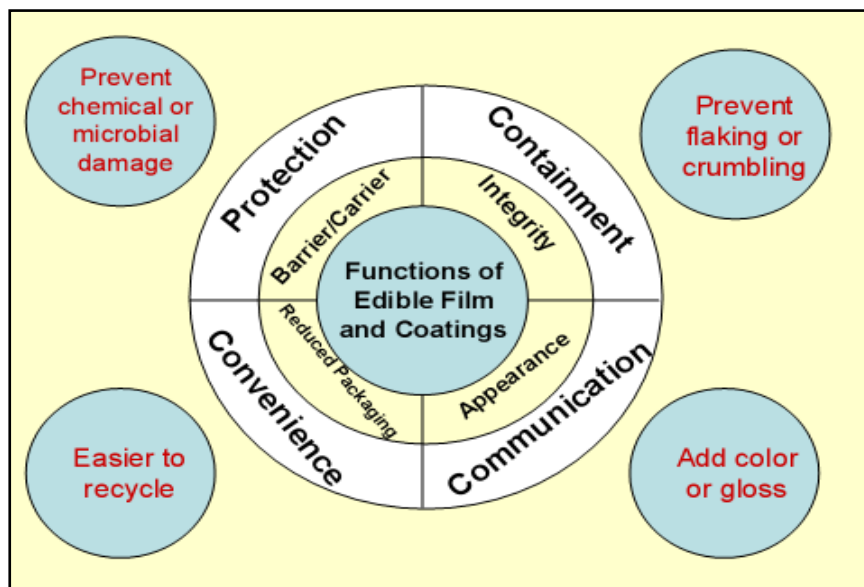 Prevent
chemical or
microbial
damage
Prevent
flaking or
crumbling
Protection
Containment
Barrier/Carrier
Integrity
Functions of
Edible Film
and Coatings
Reduced Packaging
Appearance
Convenience
Communication
Easier to
recycle
Add color
or gloss